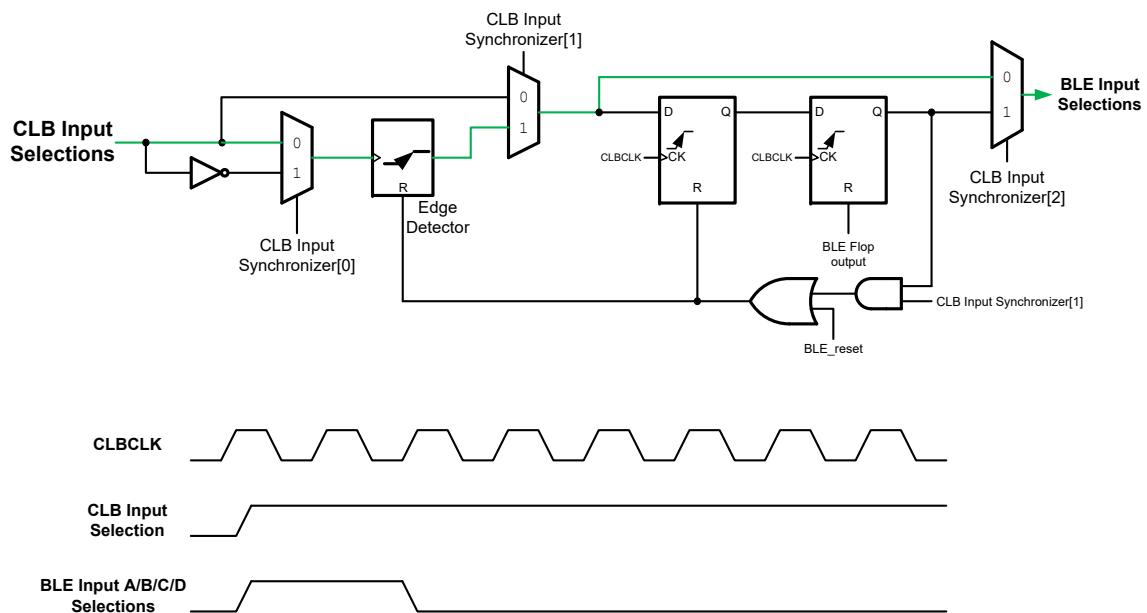 CLB Input
Synchronizer[1]
0
BLE Input
Selections
0
1
1
CLB Input
Selections
0
1
R
Edge
Detector
CLB Input
Synchronizer[0]
D
Q
CLBCLK
CK
R
D
Q
CLBCLK
CK
R
BLE Flop
output
CLB Input
Synchronizer[2]
CLB Input Synchronizer[1]
BLE_reset
CLBCLK
CLB Input
Selection
BLE Input A/B/C/D
Selections